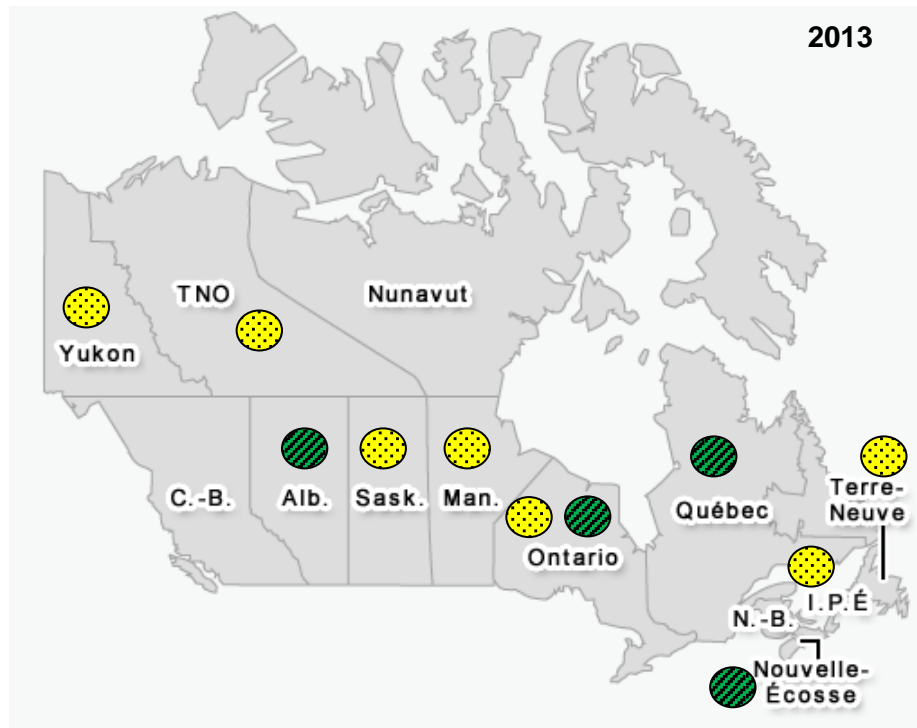 2013
TNO
Nunavut
Yukon
C.-B.
Alb.
Sask.
Man.
Ontario
Québec
Terre-
Neuve
I.P.É
N.-B.
Nouvelle-
Écosse